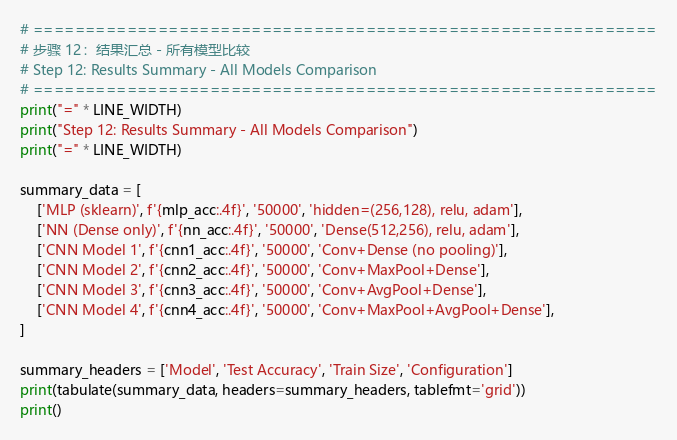 # ============================================================
# 步骤 12：结果汇总 - 所有模型比较
# Step 12: Results Summary - All Models Comparison
# ============================================================
print("=" * LINE_WIDTH)
print("Step 12: Results Summary - All Models Comparison")
print("=" * LINE_WIDTH)

summary_data = [
    ['MLP (sklearn)', f'{mlp_acc:.4f}', '50000', 'hidden=(256,128), relu, adam'],
    ['NN (Dense only)', f'{nn_acc:.4f}', '50000', 'Dense(512,256), relu, adam'],
    ['CNN Model 1', f'{cnn1_acc:.4f}', '50000', 'Conv+Dense (no pooling)'],
    ['CNN Model 2', f'{cnn2_acc:.4f}', '50000', 'Conv+MaxPool+Dense'],
    ['CNN Model 3', f'{cnn3_acc:.4f}', '50000', 'Conv+AvgPool+Dense'],
    ['CNN Model 4', f'{cnn4_acc:.4f}', '50000', 'Conv+MaxPool+AvgPool+Dense'],
]

summary_headers = ['Model', 'Test Accuracy', 'Train Size', 'Configuration']
print(tabulate(summary_data, headers=summary_headers, tablefmt='grid'))
print()